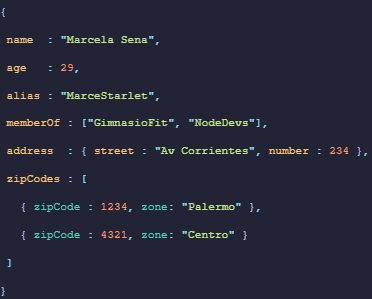 {
name : "Marcela Sena",
age : 29,
alias : "MarceStarlet",
memberOf : ["GimnasioFit", "NodeDevs"],
address : { street : "Av Corrientes", number : 234 },
zipCodes : [
{ zipCode : 1234, zone: "Palermo" },
{ zipCode : 4321, zone: "Centro" }
]
}